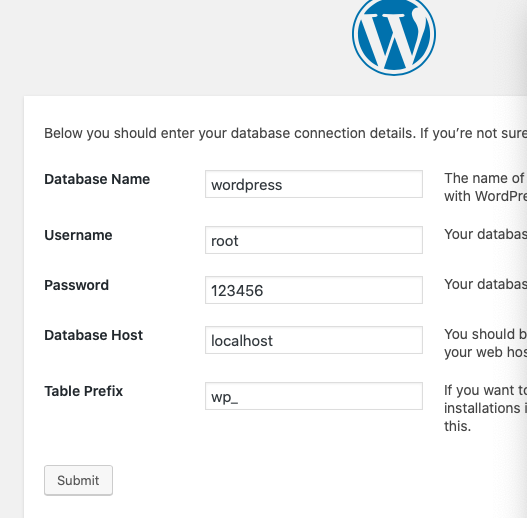 Below you should enter your database connection details. If you’re not sure
Database Name
wordpress
The name of
with WordPre
Username
root
Your databas
Password
123456
Your databas
Database Host
localhost
You should b
your web hos
Table Prefix
wp_
If you want to
installations i
this.
Submit